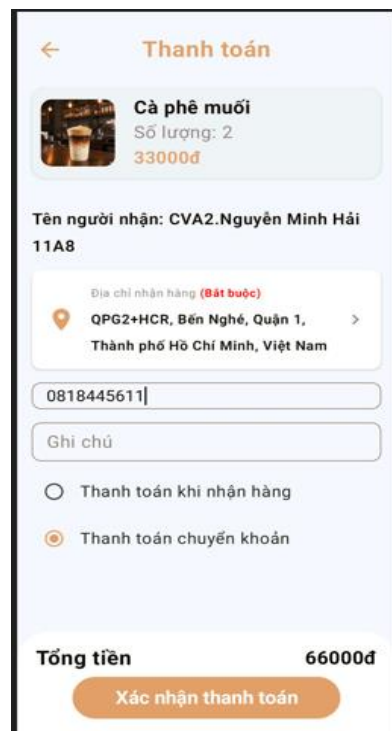 Thanh toán
Cà phê muối
Số lượng: 2
33000đ
Tên người nhận: CVA2.Nguyễn Minh Hải
11A8
Địa chỉ nhận hàng (Bắt buộc)
QPG2+HCR, Bến Nghé, Quận 1,
Thành phố Hồ Chí Minh, Việt Nam
0818445611
Ghi chú
Thanh toán khi nhận hàng
Thanh toán chuyển khoản
Tổng tiền 66000đ
Xác nhận thanh toán